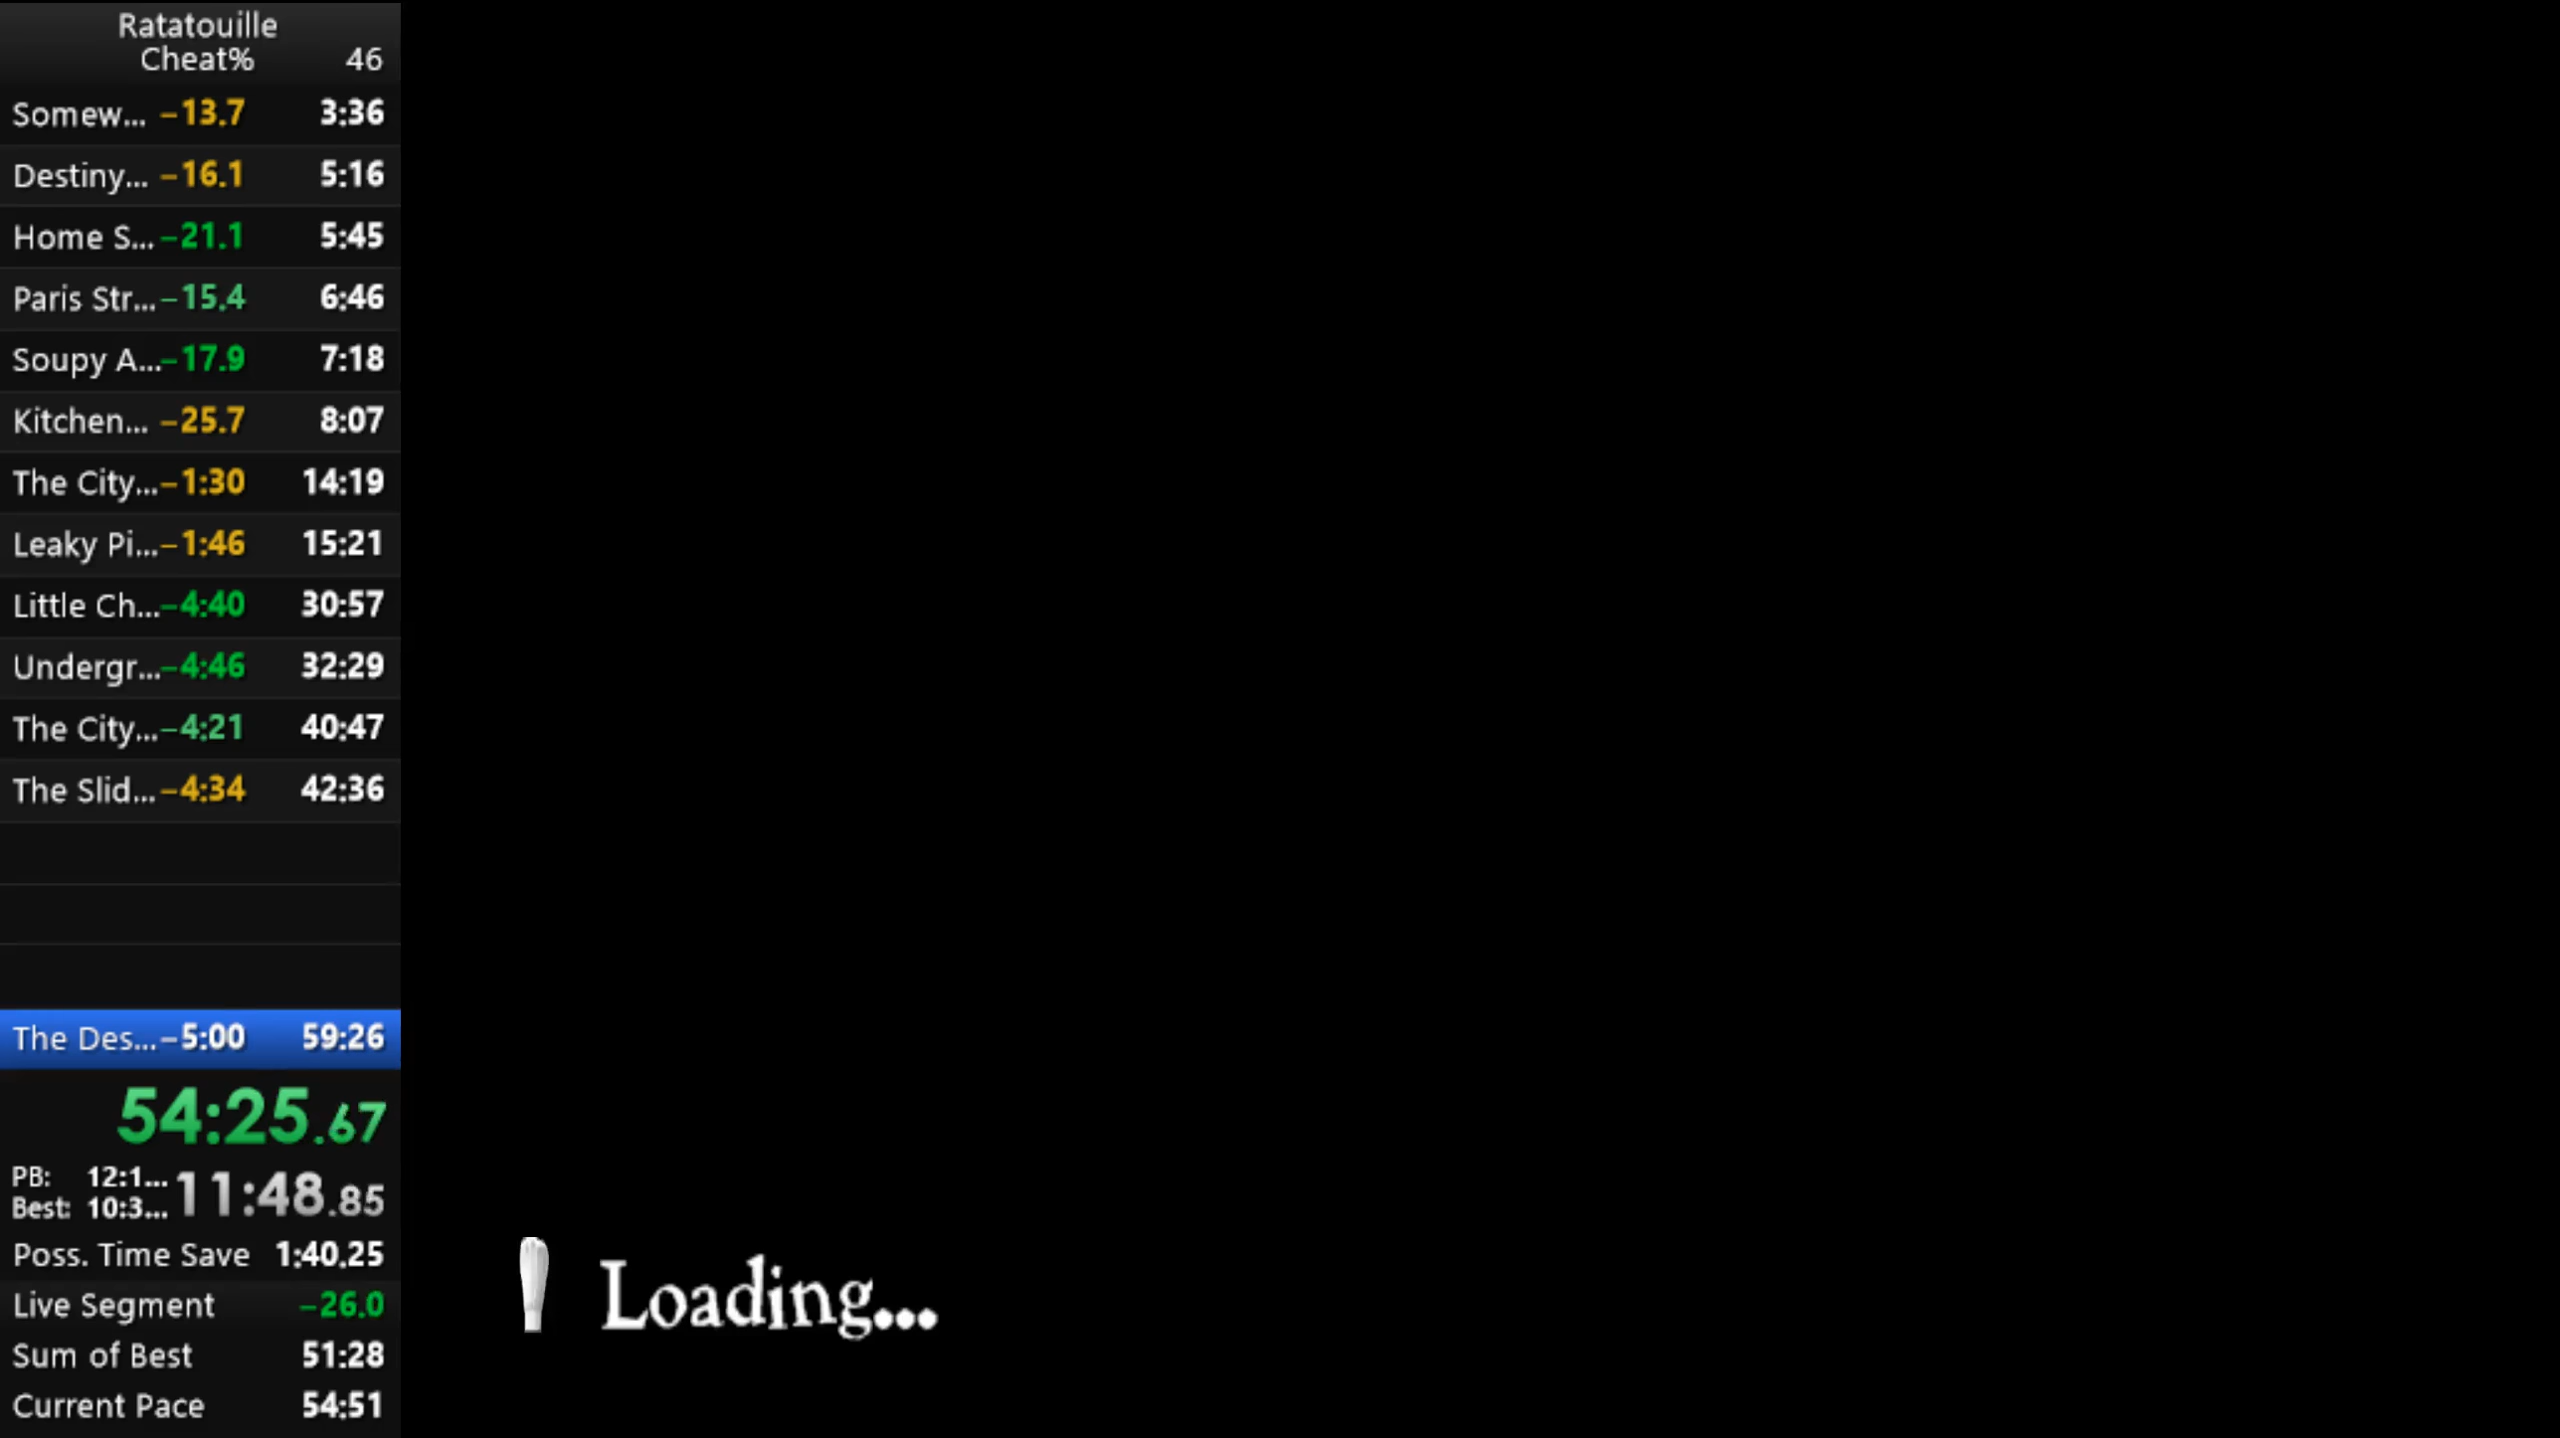 Ratatouille
Cheat% 46
Somew... −13.7 3:36
Destiny... −16.1 5:16
Home S... −21.1 5:45
Paris Str... −15.4 6:46
Soupy A... −17.9 7:18
Kitchen... −25.7 8:07
The City... −1:30 14:19
Leaky Pi... −1:46 15:21
Little Ch... −4:40 30:57
Undergr... −4:46 32:29
The City... −4:21 40:47
The Slid... −4:34 42:36
The Des... −5:00 59:26
54:25.67
PB: 12:1...
Best: 10:3... 11:48.85
Poss. Time Save 1:40.25
Live Segment −26.0
Sum of Best 51:28
Current Pace 54:51
Loading...